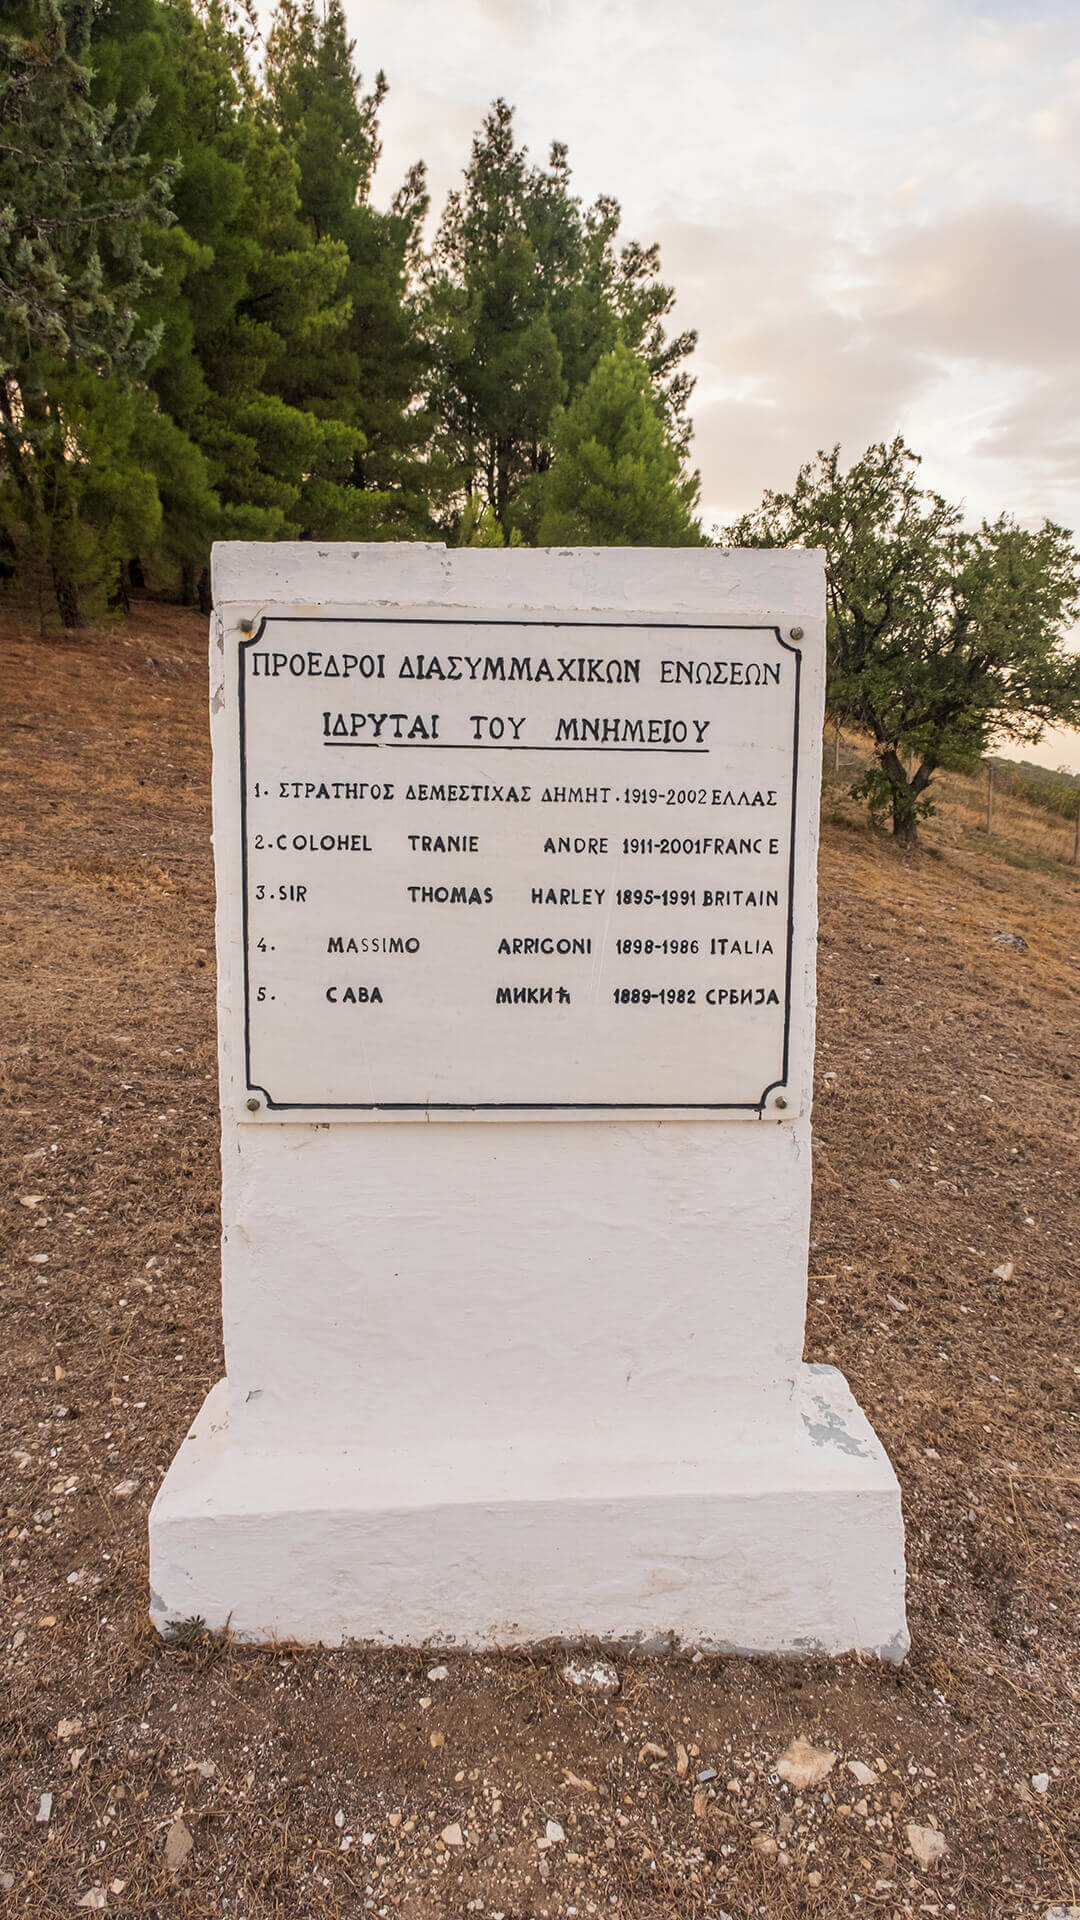 ΠΡΟΕΔΡΟΙ ΔΙΑΣΥΜΜΑΧΙΚΩΝ ΕΝΩΣΕΩΝ
ΙΔΡΥΤΑΙ ΤΟΥ ΜΝΗΜΕΙΟΥ
1. ΣΤΡΑΤΗΓΟΣ ΔΕΜΕΣΤΙΧΑΣ ΔΗΜΗΤ. 1919-2002 ΕΛΛΑΣ
2. COLOHEL TRANIE ANDRE 1911-2001 FRANCE
3. SIR THOMAS HARLEY 1895-1991 BRITAIN
4. MASSIMO ARRIGONI 1898-1986 ITALIA
5. САВА МИКИЋ 1889-1982 СРБИЈА